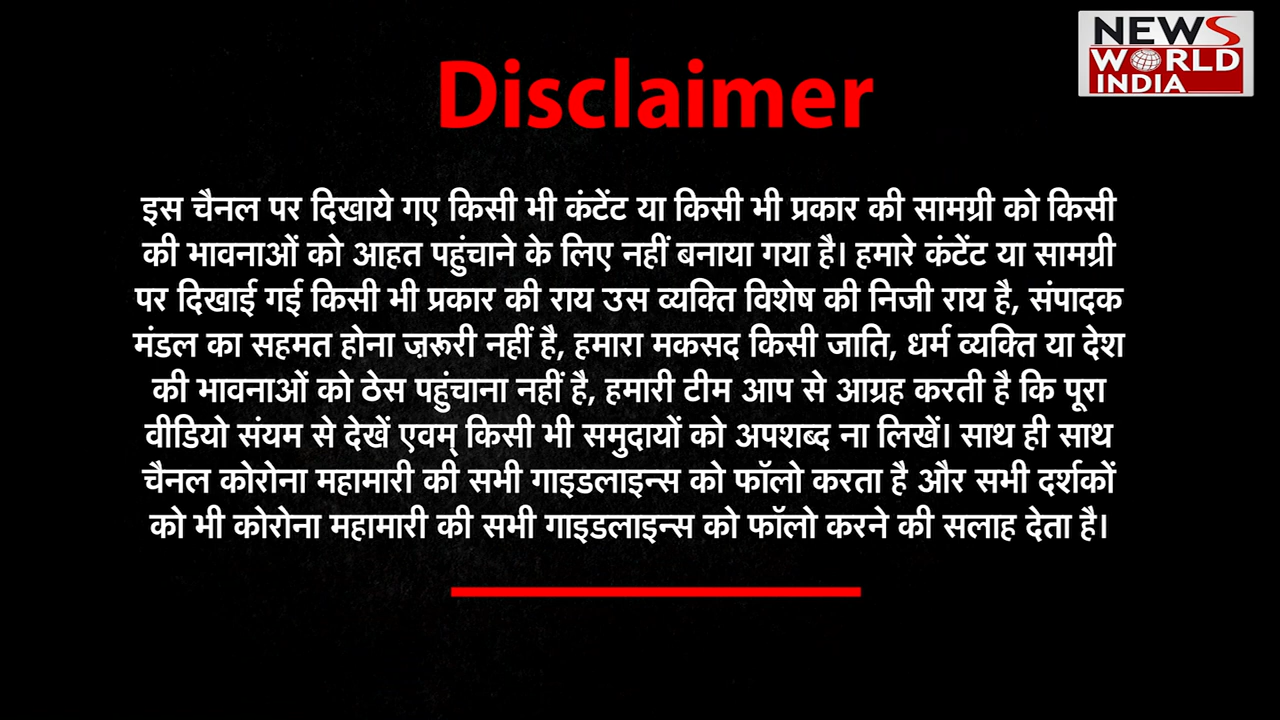 NEWS
WORLD
INDIA
Disclaimer
इस चैनल पर दिखाये गए किसी भी कंटेंट या किसी भी प्रकार की सामग्री को किसी
की भावनाओं को आहत पहुंचाने के लिए नहीं बनाया गया है। हमारे कंटेंट या सामग्री
पर दिखाई गई किसी भी प्रकार की राय उस व्यक्ति विशेष की निजी राय है, संपादक
मंडल का सहमत होना ज़रूरी नहीं है, हमारा मकसद किसी जाति, धर्म व्यक्ति या देश
की भावनाओं को ठेस पहुंचाना नहीं है, हमारी टीम आप से आग्रह करती है कि पूरा
वीडियो संयम से देखें एवम् किसी भी समुदायों को अपशब्द ना लिखें। साथ ही साथ
चैनल कोरोना महामारी की सभी गाइडलाइन्स को फॉलो करता है और सभी दर्शकों
को भी कोरोना महामारी की सभी गाइडलाइन्स को फॉलो करने की सलाह देता है।